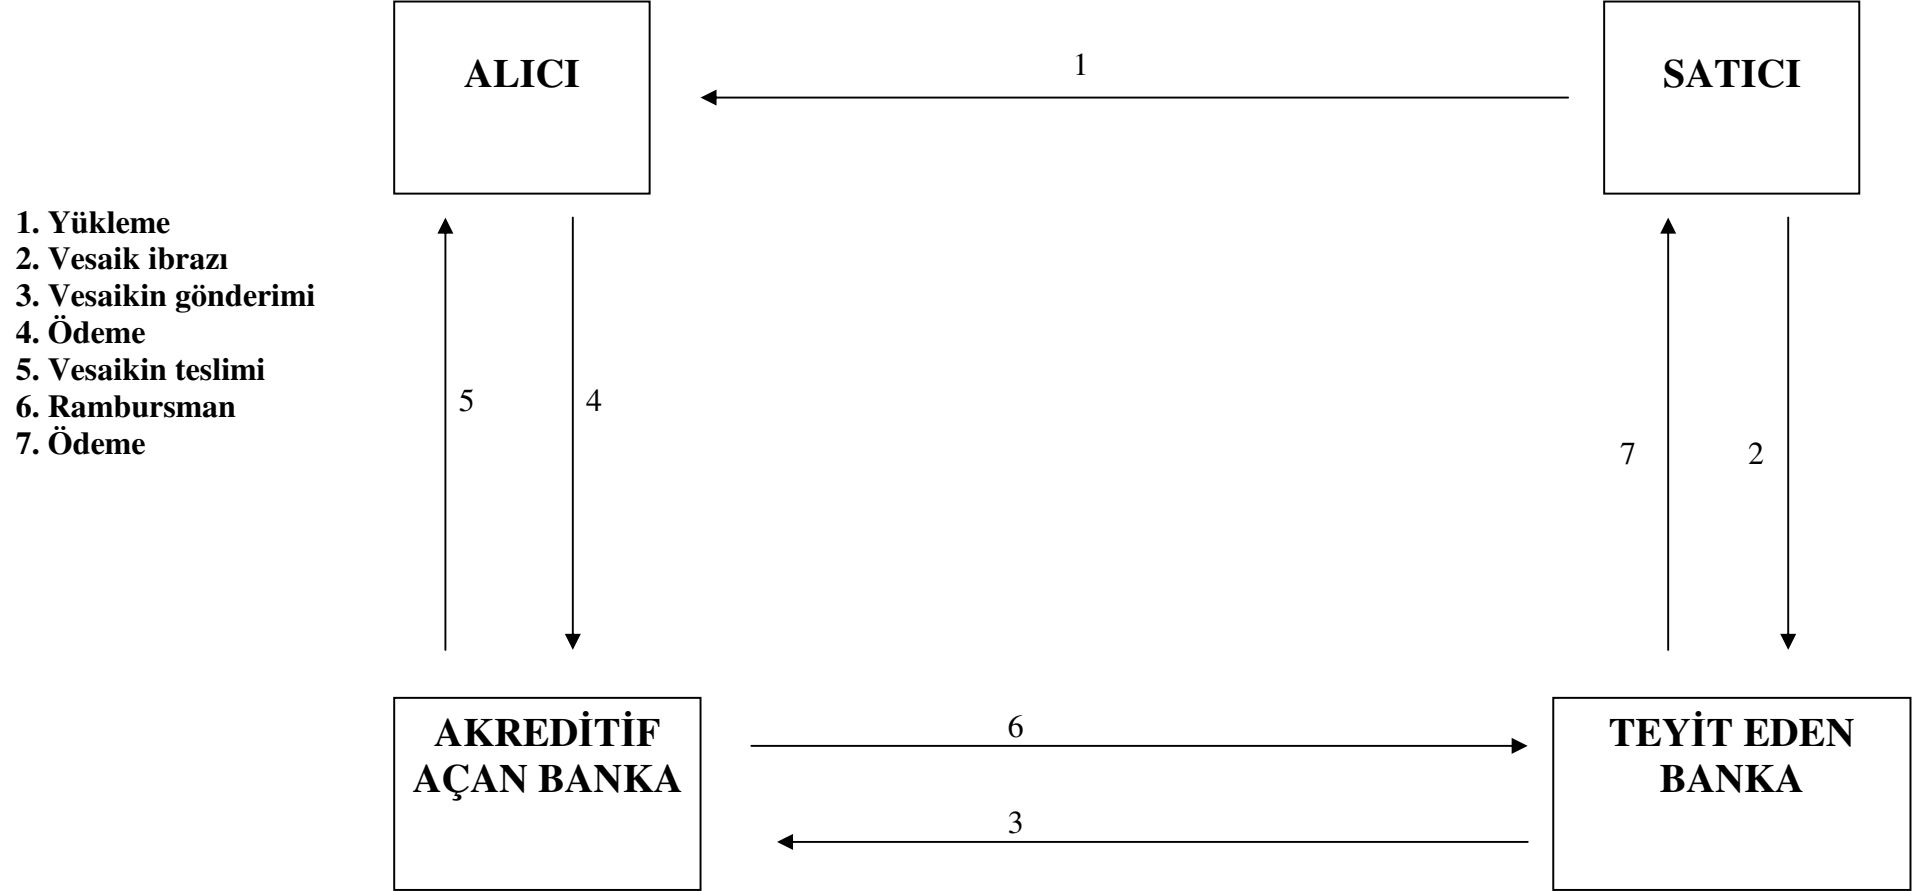 ALICI
1
SATICI
1. Yükleme
2. Vesaik ibrazı
3. Vesaikin gönderimi
4. Ödeme
5. Vesaikin teslimi
6. Rambursman
7. Ödeme
5
4
7
2
AKREDİTİF
AÇAN BANKA
6
3
TEYİT EDEN
BANKA